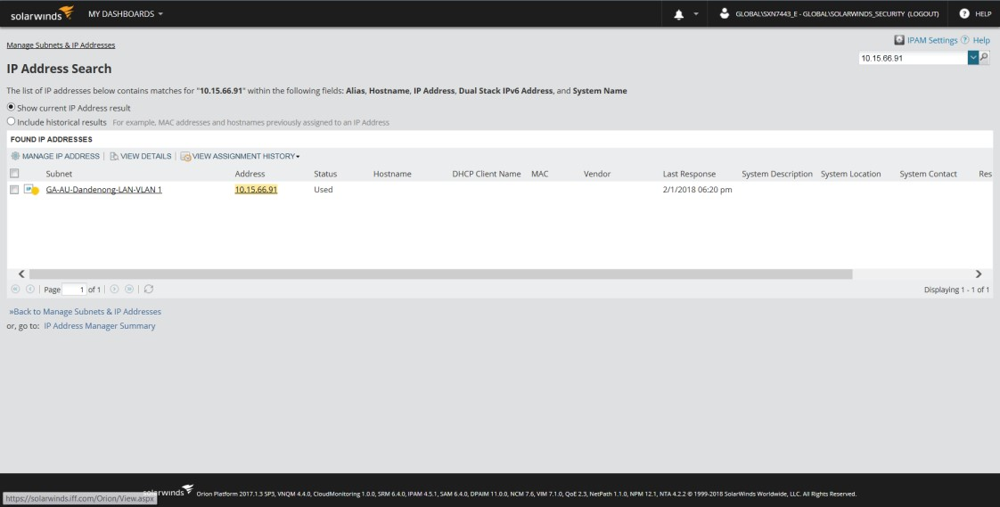 solarwinds MY DASHBOARDS GLOBAL\SXN7443_E - GLOBAL\SOLARWINDS_SECURITY (LOGOUT) ? HELP
Manage Subnets & IP Addresses IPAM Settings ? Help
10.15.66.91
IP Address Search
The list of IP addresses below contains matches for "10.15.66.91" within the following fields: Alias, Hostname, IP Address, Dual Stack IPv6 Address, and System Name
Show current IP Address result
Include historical results For example, MAC addresses and hostnames previously assigned to an IP Address
FOUND IP ADDRESSES
MANAGE IP ADDRESS | VIEW DETAILS | VIEW ASSIGNMENT HISTORY
Subnet Address Status Hostname DHCP Client Name MAC Vendor Last Response System Description System Location System Contact Res
IP GA-AU-Dandenong-LAN-VLAN 1 10.15.66.91 Used 2/1/2018 06:20 pm
Page 1 of 1 Displaying 1 - 1 of 1
»Back to Manage Subnets & IP Addresses
or, go to: IP Address Manager Summary
solarwinds Orion Platform 2017.1.3 SP3, VNQM 4.4.0, CloudMonitoring 1.0.0, SRM 6.4.0, IPAM 4.5.1, SAM 6.4.0, DPAIM 11.0.0, NCM 7.6, VIM 7.1.0, QoE 2.3, NetPath 1.1.0, NPM 12.1, NTA 4.2.2 © 1999-2018 SolarWinds Worldwide, LLC. All Rights Reserved.
https://solarwinds.iff.com/Orion/View.aspx